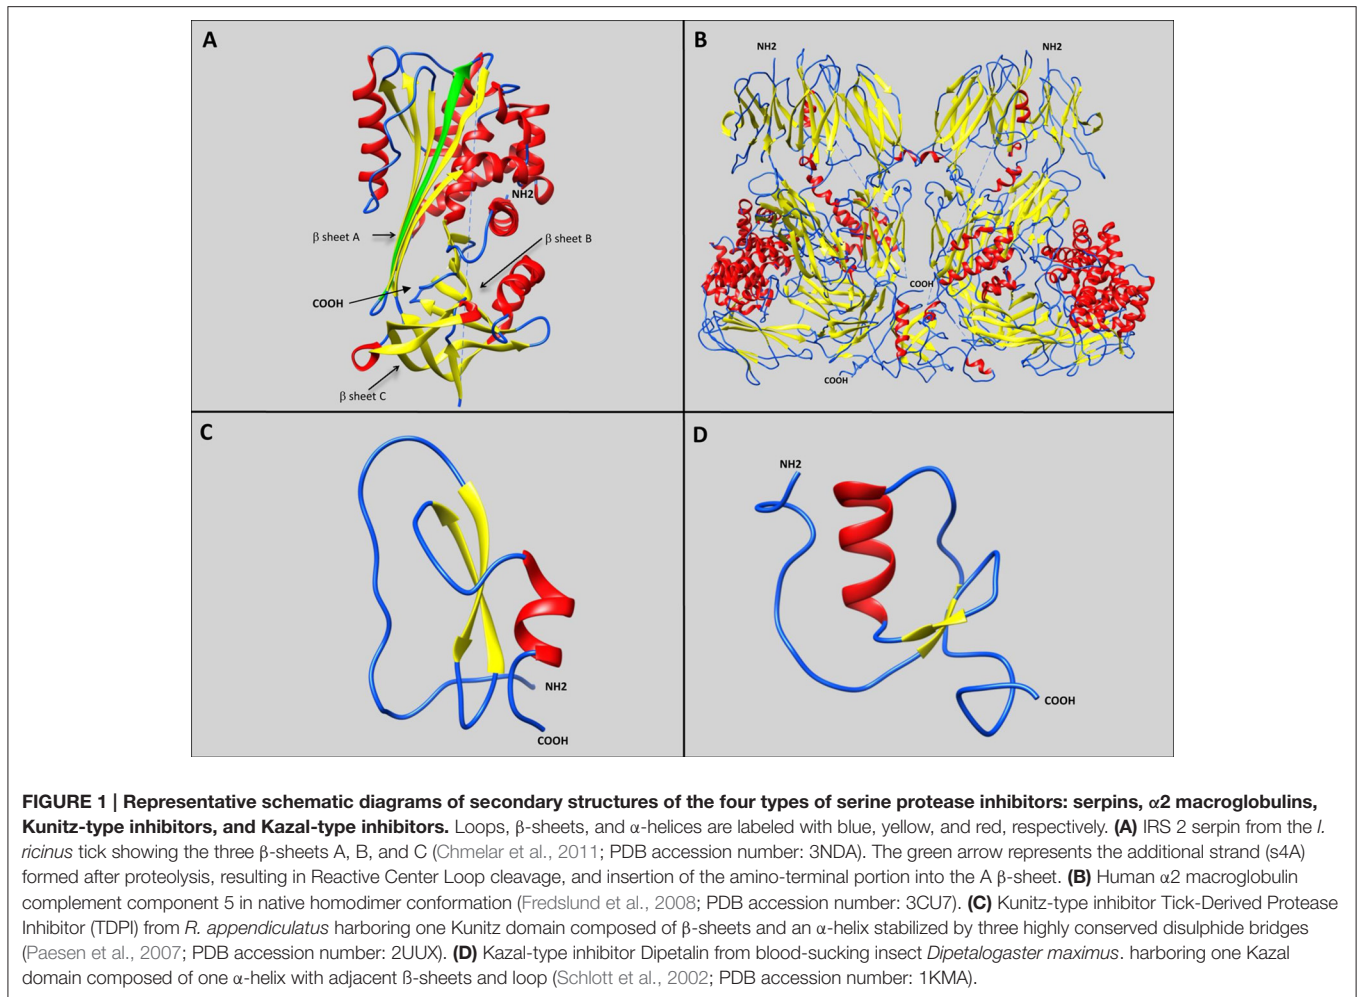 A
NH2
β sheet A
β sheet B
COOH
β sheet C
B
NH2
NH2
COOH
COOH
C
NH2
COOH
D
NH2
COOH
FIGURE 1 | Representative schematic diagrams of secondary structures of the four types of serine protease inhibitors: serpins, α2 macroglobulins,
Kunitz-type inhibitors, and Kazal-type inhibitors. Loops, β-sheets, and α-helices are labeled with blue, yellow, and red, respectively. (A) IRS 2 serpin from the I.
ricinus tick showing the three β-sheets A, B, and C (Chmelar et al., 2011; PDB accession number: 3NDA). The green arrow represents the additional strand (s4A)
formed after proteolysis, resulting in Reactive Center Loop cleavage, and insertion of the amino-terminal portion into the A β-sheet. (B) Human α2 macroglobulin
complement component 5 in native homodimer conformation (Fredslund et al., 2008; PDB accession number: 3CU7). (C) Kunitz-type inhibitor Tick-Derived Protease
Inhibitor (TDPI) from R. appendiculatus harboring one Kunitz domain composed of β-sheets and an α-helix stabilized by three highly conserved disulphide bridges
(Paesen et al., 2007; PDB accession number: 2UUX). (D) Kazal-type inhibitor Dipetalin from blood-sucking insect Dipetalogaster maximus. harboring one Kazal
domain composed of one α-helix with adjacent ß-sheets and loop (Schlott et al., 2002; PDB accession number: 1KMA).